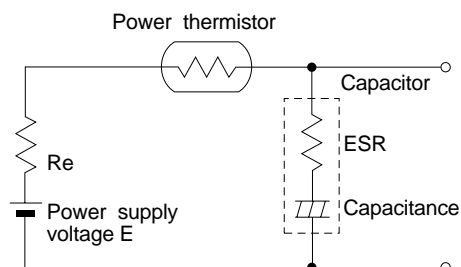 Power thermistor
Capacitor
ESR
Re
Capacitance
Power supply
voltage E